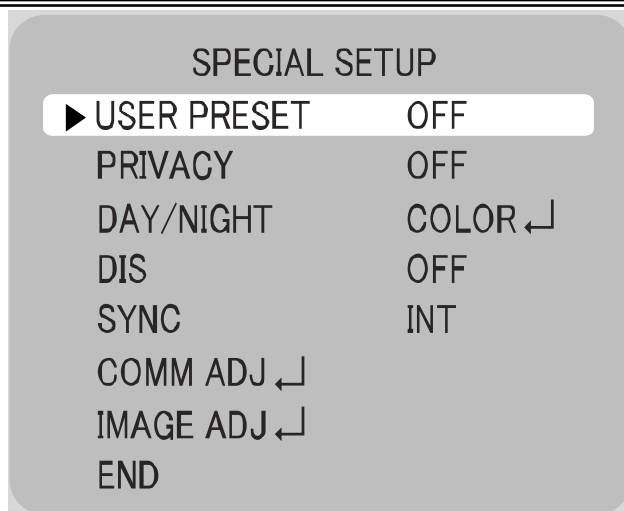 SPECIAL SETUP
▶ USER PRESET OFF
PRIVACY OFF
DAY/NIGHT COLOR↵
DIS OFF
SYNC INT
COMM ADJ↵
IMAGE ADJ↵
END